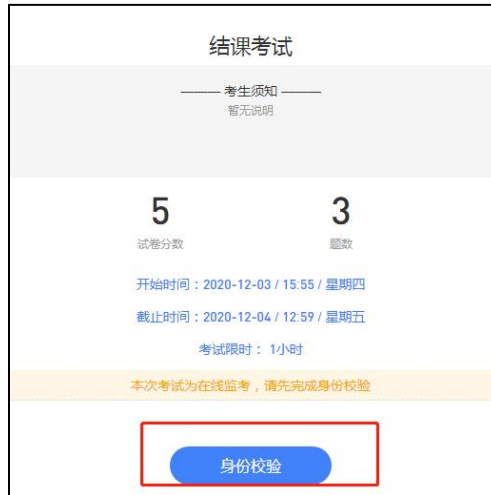 结课考试
——— 考生须知 ———
暂无说明
5 3
试卷分数 题数
开始时间：2020-12-03 / 15:55 / 星期四
截止时间：2020-12-04 / 12:59 / 星期五
考试限时： 1小时
本次考试为在线监考，请先完成身份校验
身份校验